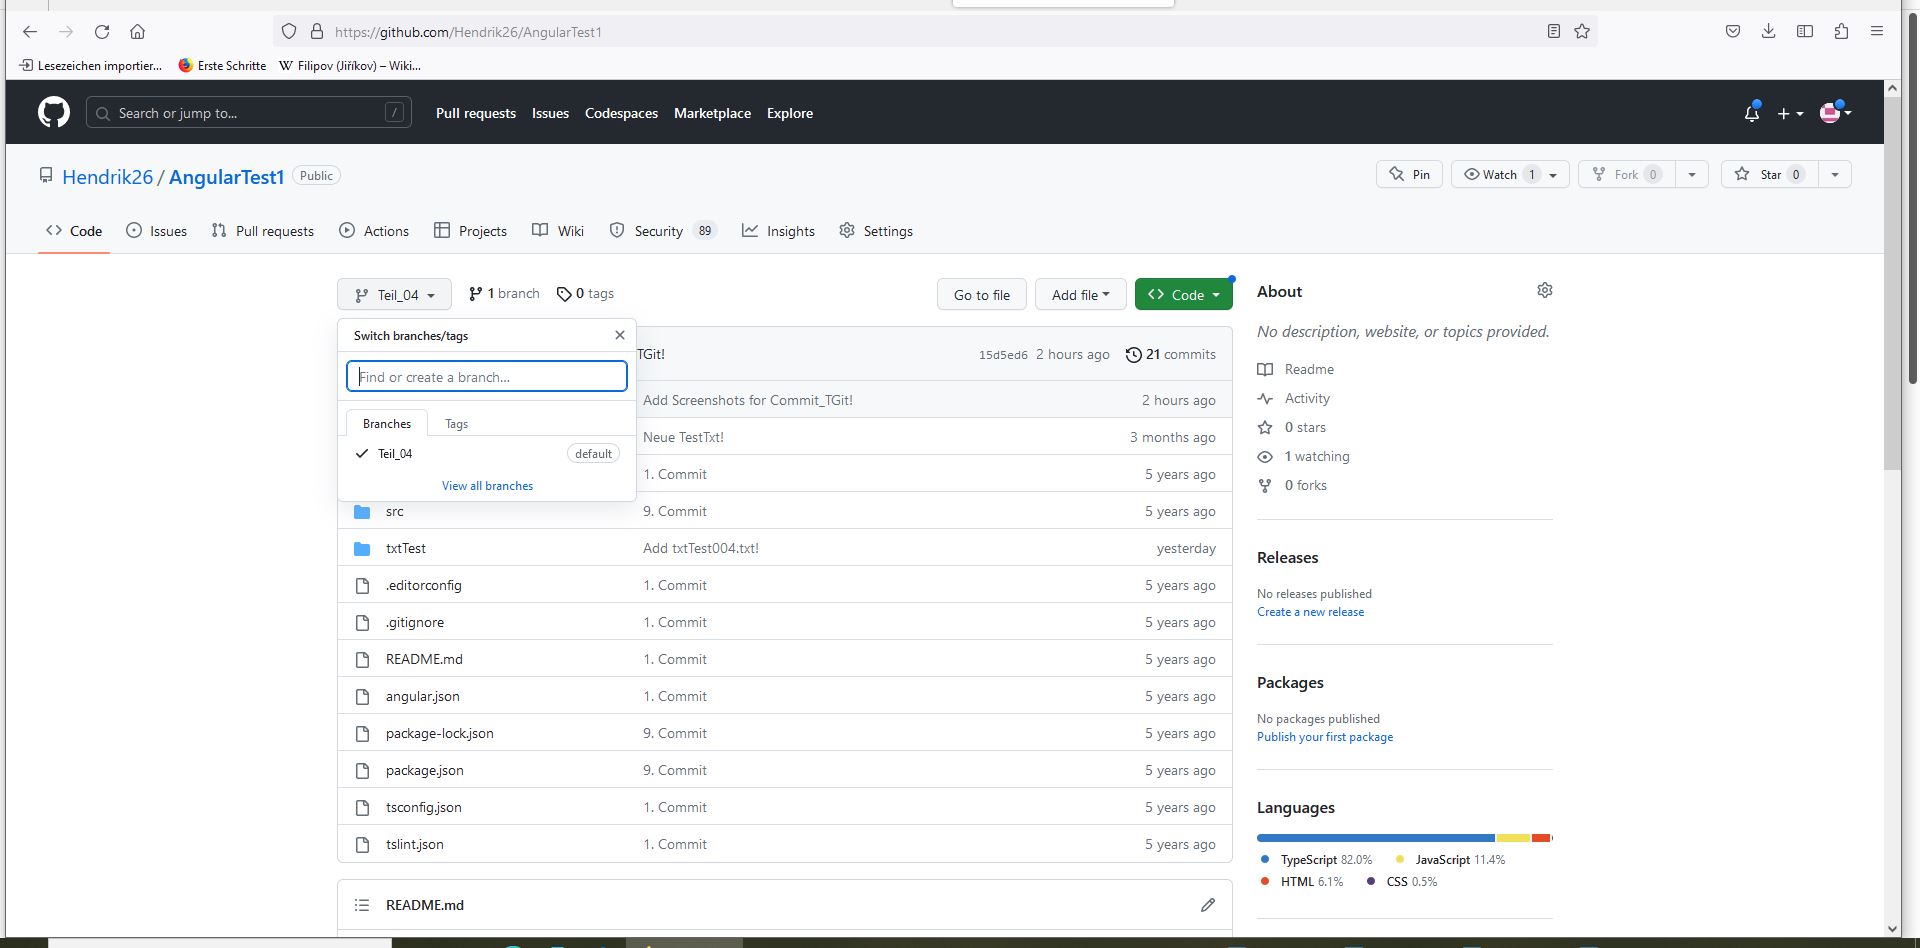 https://github.com/Hendrik26/AngularTest1
Lesezeichen importier... Erste Schritte W Filipov (Jiříkov) – Wiki...
Search or jump to... / Pull requests Issues Codespaces Marketplace Explore
Hendrik26 / AngularTest1 Public Pin Watch 1 Fork 0 Star 0
Code Issues Pull requests Actions Projects Wiki Security 89 Insights Settings
Teil_04 1 branch 0 tags Go to file Add file Code
Switch branches/tags
Find or create a branch...
Branches Tags
Teil_04 default
View all branches
TGit! 15d5ed6 2 hours ago 21 commits
Add Screenshots for Commit_TGit! 2 hours ago
Neue TestTxt! 3 months ago
1. Commit 5 years ago
src 9. Commit 5 years ago
txtTest Add txtTest004.txt! yesterday
.editorconfig 1. Commit 5 years ago
.gitignore 1. Commit 5 years ago
README.md 1. Commit 5 years ago
angular.json 1. Commit 5 years ago
package-lock.json 9. Commit 5 years ago
package.json 9. Commit 5 years ago
tsconfig.json 1. Commit 5 years ago
tslint.json 1. Commit 5 years ago
README.md
About
No description, website, or topics provided.
Readme
Activity
0 stars
1 watching
0 forks
Releases
No releases published
Create a new release
Packages
No packages published
Publish your first package
Languages
TypeScript 82.0% JavaScript 11.4%
HTML 6.1% CSS 0.5%